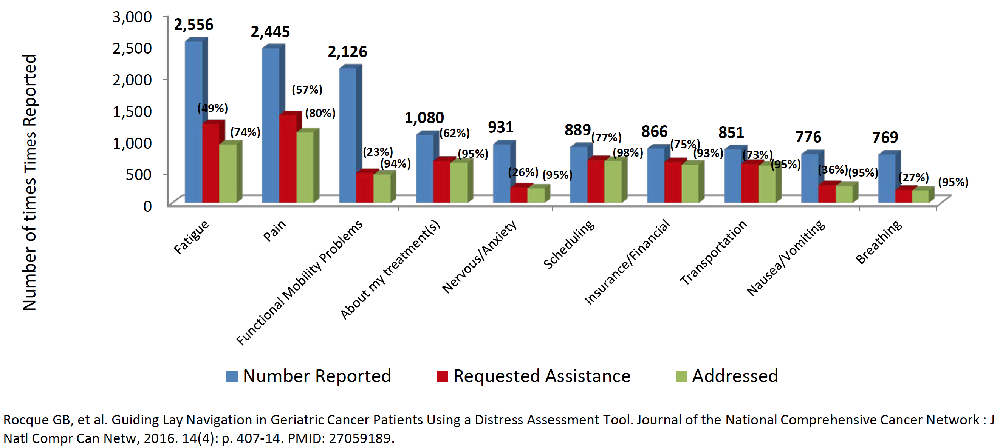 Number of times Times Reported
3,000
2,500
2,000
1,500
1,000
500
0
2,556
(49%)
(74%)
2,445
(57%)
(80%)
2,126
(23%)
(94%)
1,080
(62%)
(95%)
931
(26%)
(95%)
889
(77%)
(98%)
866
(75%)
(93%)
851
(73%)
(95%)
776
(36%)
(95%)
769
(27%)
(95%)
Fatigue
Pain
Functional Mobility Problems
About my treatment(s)
Nervous/Anxiety
Scheduling
Insurance/Financial
Transportation
Nausea/Vomiting
Breathing
Number Reported
Requested Assistance
Addressed
Rocque GB, et al. Guiding Lay Navigation in Geriatric Cancer Patients Using a Distress Assessment Tool. Journal of the National Comprehensive Cancer Network : J
Natl Compr Can Netw, 2016. 14(4): p. 407-14. PMID: 27059189.